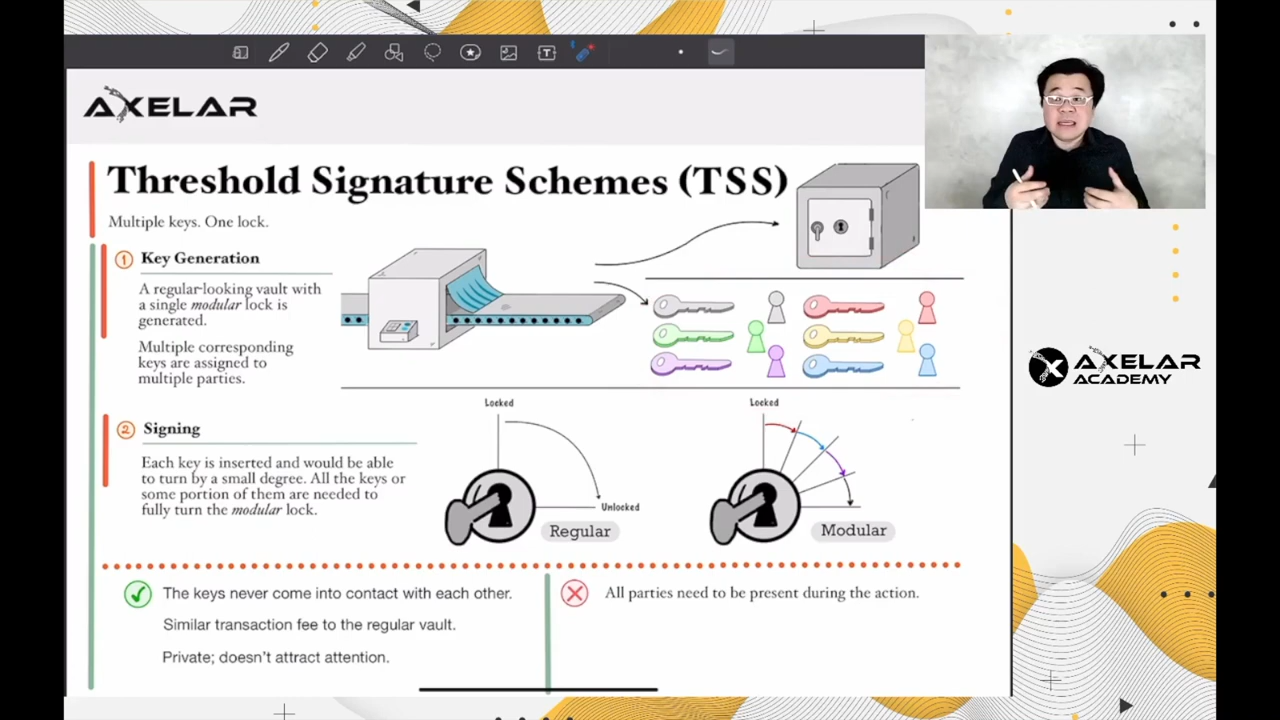 AXELAR
Threshold Signature Schemes (TSS)
Multiple keys. One lock.
1 Key Generation
A regular-looking vault with
a single modular lock is
generated.
Multiple corresponding
keys are assigned to
multiple parties.
2 Signing
Each key is inserted and would be able
to turn by a small degree. All the keys or
some portion of them are needed to
fully turn the modular lock.
Locked
Unlocked
Regular
Locked
Modular
The keys never come into contact with each other.
Similar transaction fee to the regular vault.
Private; doesn't attract attention.
All parties need to be present during the action.
AXELAR
ACADEMY